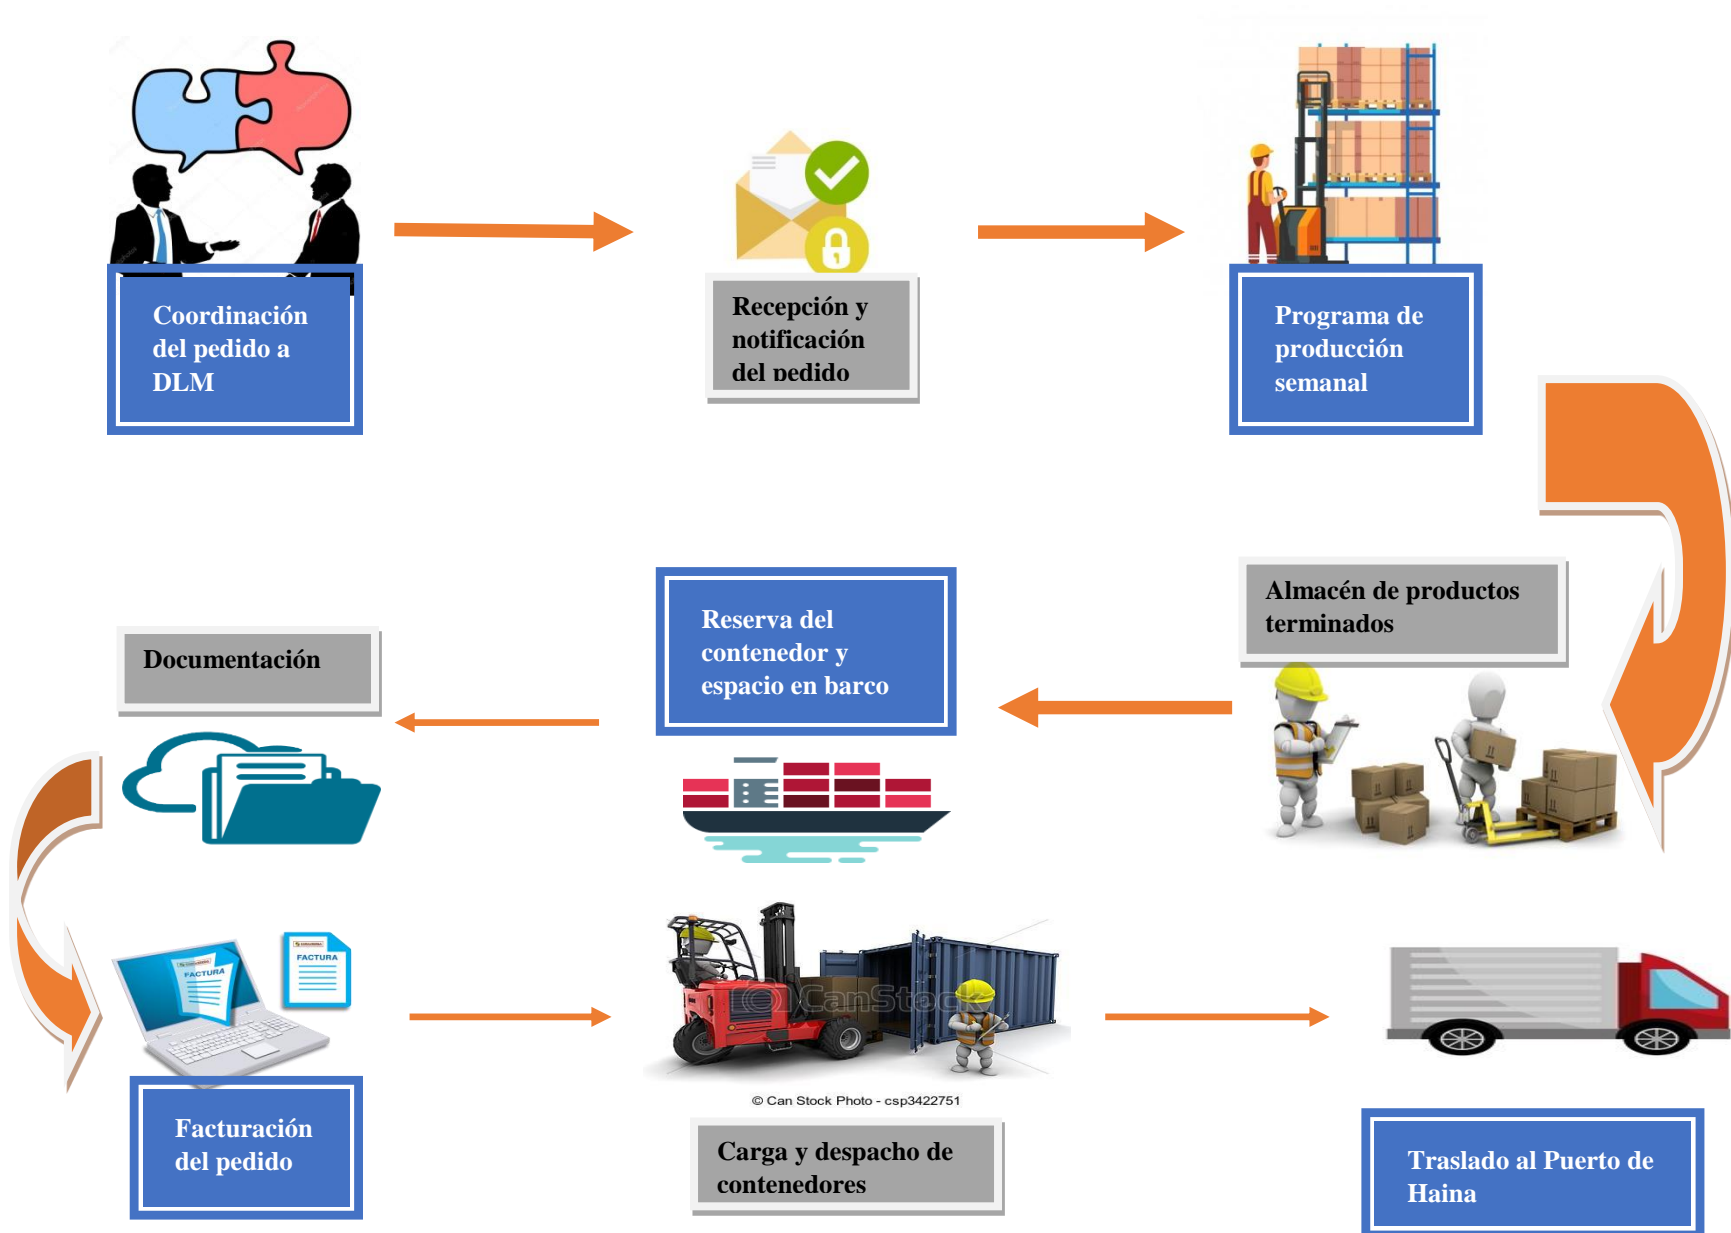 Coordinación
del pedido a
DLM
Recepción y
notificación
del pedido
Programa de
producción
semanal
Almacén de productos
terminados
Reserva del
contenedor y
espacio en barco
Documentación
FACTURA
FACTURA
Facturación
del pedido
CanStock
© Can Stock Photo - csp3422751
Carga y despacho de
contenedores
Traslado al Puerto de
Haina